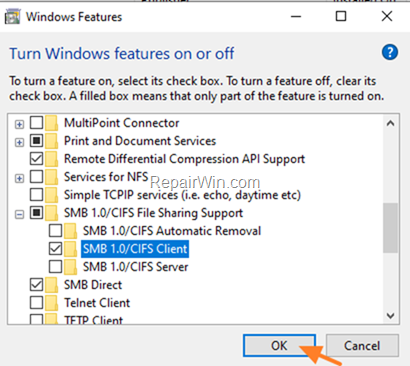 Windows Features
Turn Windows features on or off
?
To turn a feature on, select its check box. To turn a feature off, clear its
check box. A filled box means that only part of the feature is turned on.
MultiPoint Connector
Print and Document Services
Remote Differential Compression API Support
Services for NFS
RepairWin.com
Simple TCPIP services (i.e. echo, daytime etc)
SMB 1.0/CIFS File Sharing Support
SMB 1.0/CIFS Automatic Removal
SMB 1.0/CIFS Client
SMB 1.0/CIFS Server
SMB Direct
Telnet Client
TFTP Client
OK Cancel